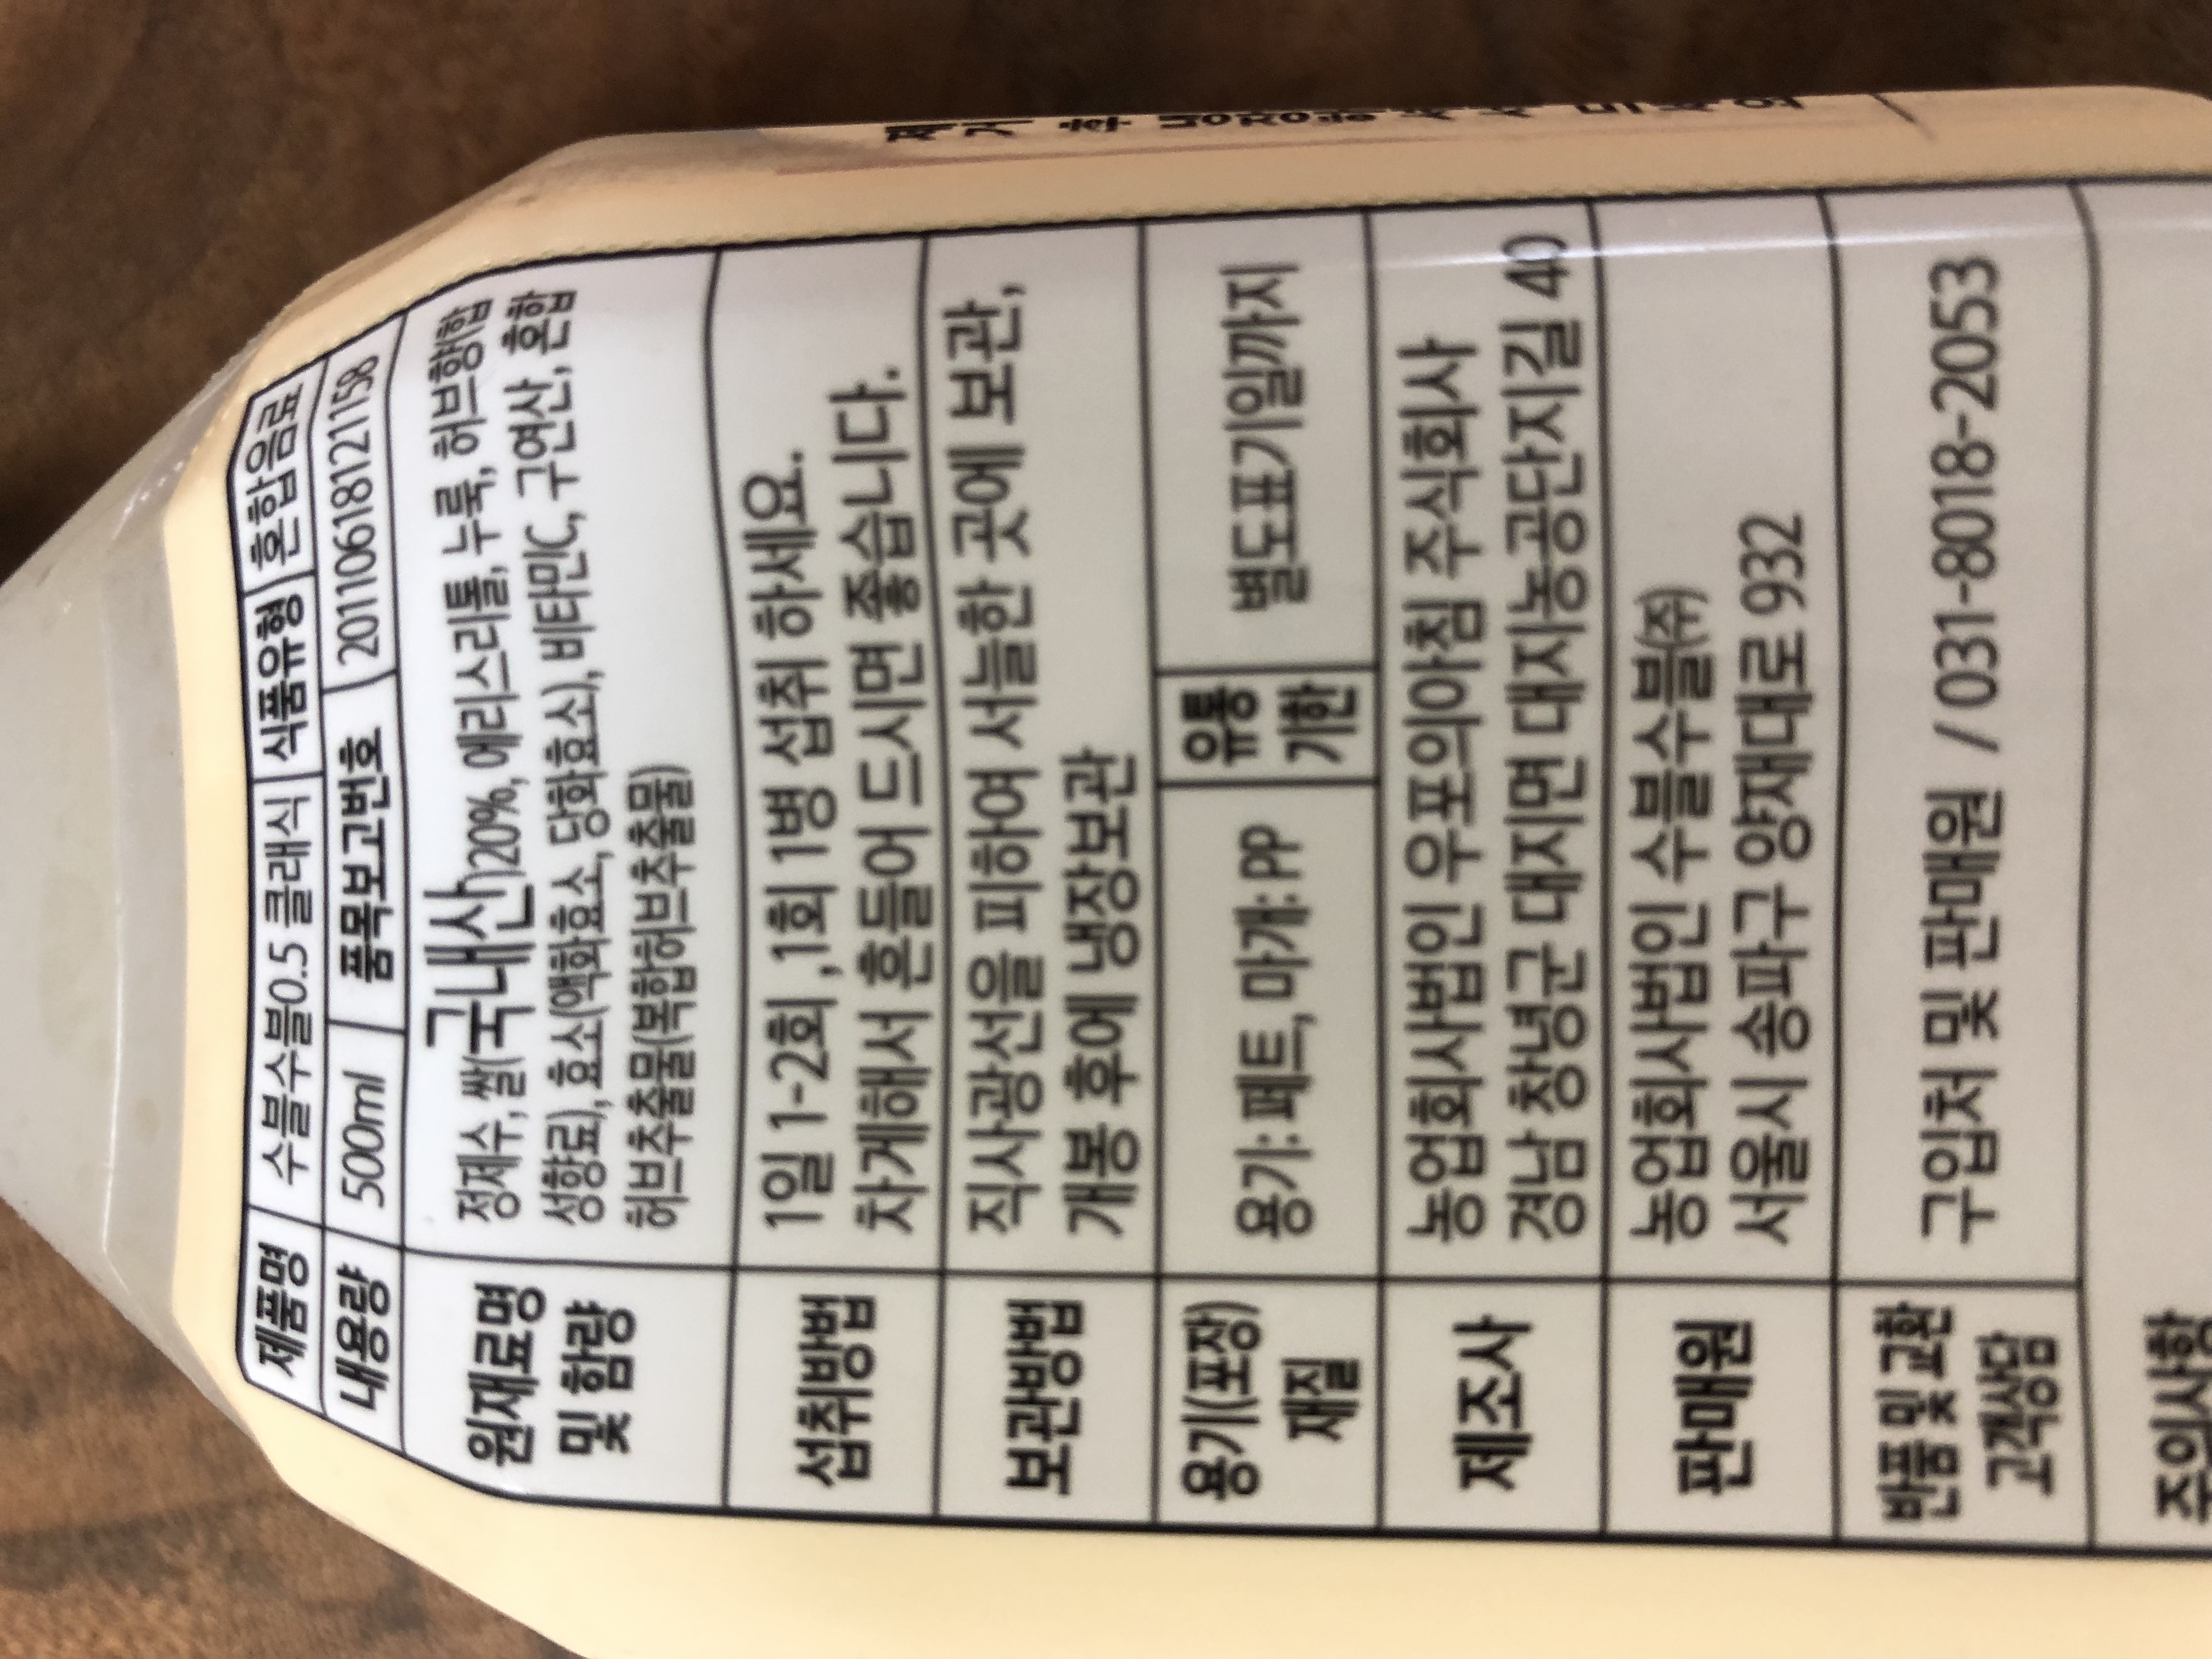 제품명 수블수블0.5 클래식 식품유형 혼합음료
내용량 500ml 품목보고번호 20110618121158
원재료명
및 함량
정제수, 쌀(국내산)20%, 에리스리톨, 누룩, 허브향(합
성향료), 효소(액화효소, 당화효소), 비타민C, 구연산, 혼합
허브추출물(복합허브추출물)
섭취방법
1일 1-2회 ,1회 1병 섭취 하세요.
차게해서 흔들어 드시면 좋습니다.
보관방법
직사광선을 피하여 서늘한 곳에 보관,
개봉 후에 냉장보관
용기(포장)
재질
용기: 페트, 마개: PP
유통
기한
별도표기일까지
제조사
농업회사법인 우포의아침 주식회사
경남 창녕군 대지면 대지농공단지길 40
판매원
농업회사법인 수블수블(주)
서울시 송파구 양재대로 932
반품 및 교환
고객상담
구입처 및 판매원 / 031-8018-2053
주의사항